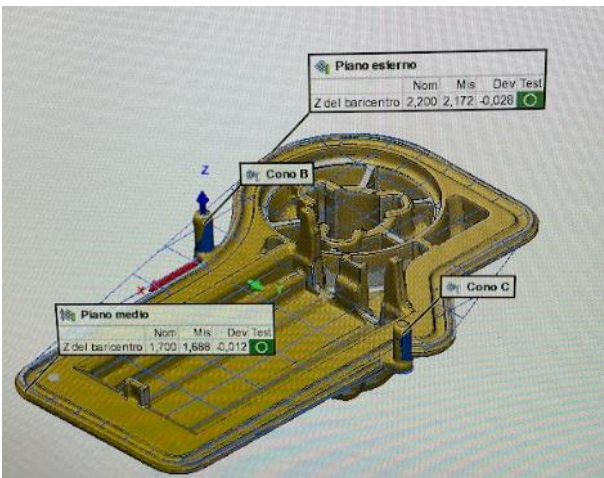 Piano esterno
Nom Mis Dev Test
Z del baricentro 2,200 2,172 -0,028
Z
Cono B
X
Y
Cono C
Piano medio
Nom Mis Dev Test
Z del baricentro 1,700 1,688 -0,012